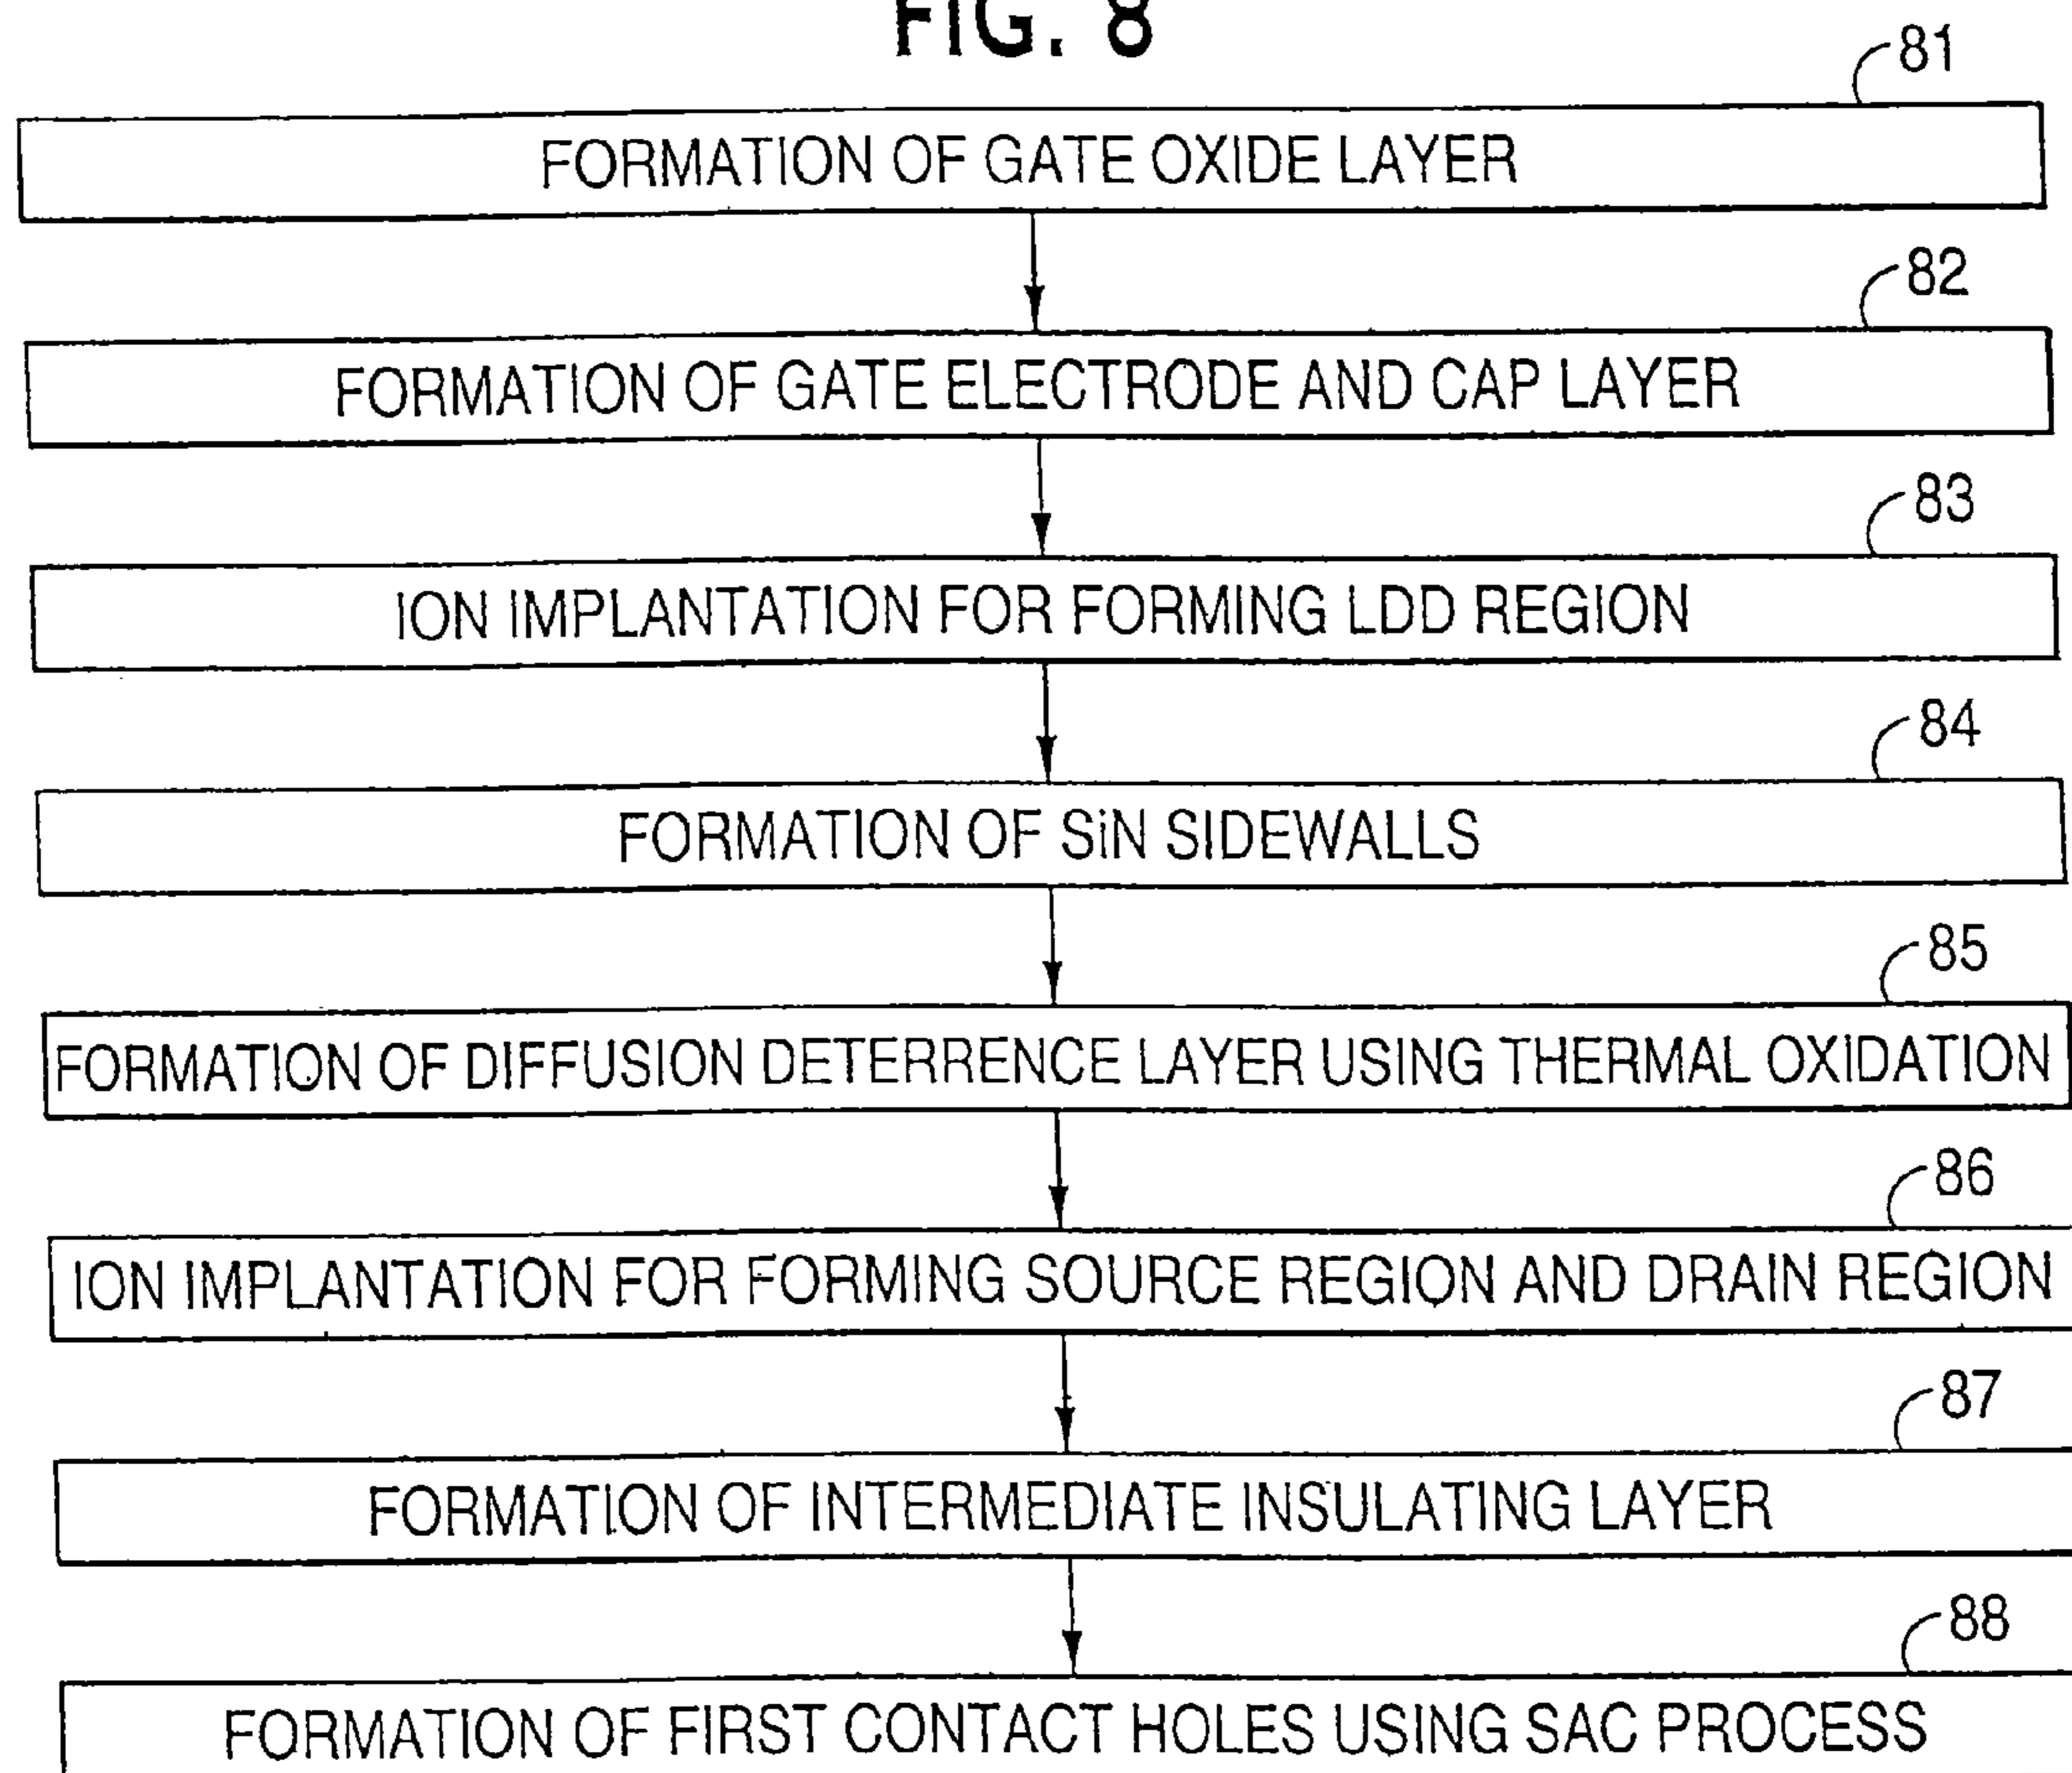 FIG. 8
81
FORMATION OF GATE OXIDE LAYER
82
FORMATION OF GATE ELECTRODE AND CAP LAYER
83
ION IMPLANTATION FOR FORMING LDD REGION
84
FORMATION OF SiN SIDEWALLS
85
FORMATION OF DIFFUSION DETERRENCE LAYER USING THERMAL OXIDATION
86
ION IMPLANTATION FOR FORMING SOURCE REGION AND DRAIN REGION
87
FORMATION OF INTERMEDIATE INSULATING LAYER
88
FORMATION OF FIRST CONTACT HOLES USING SAC PROCESS